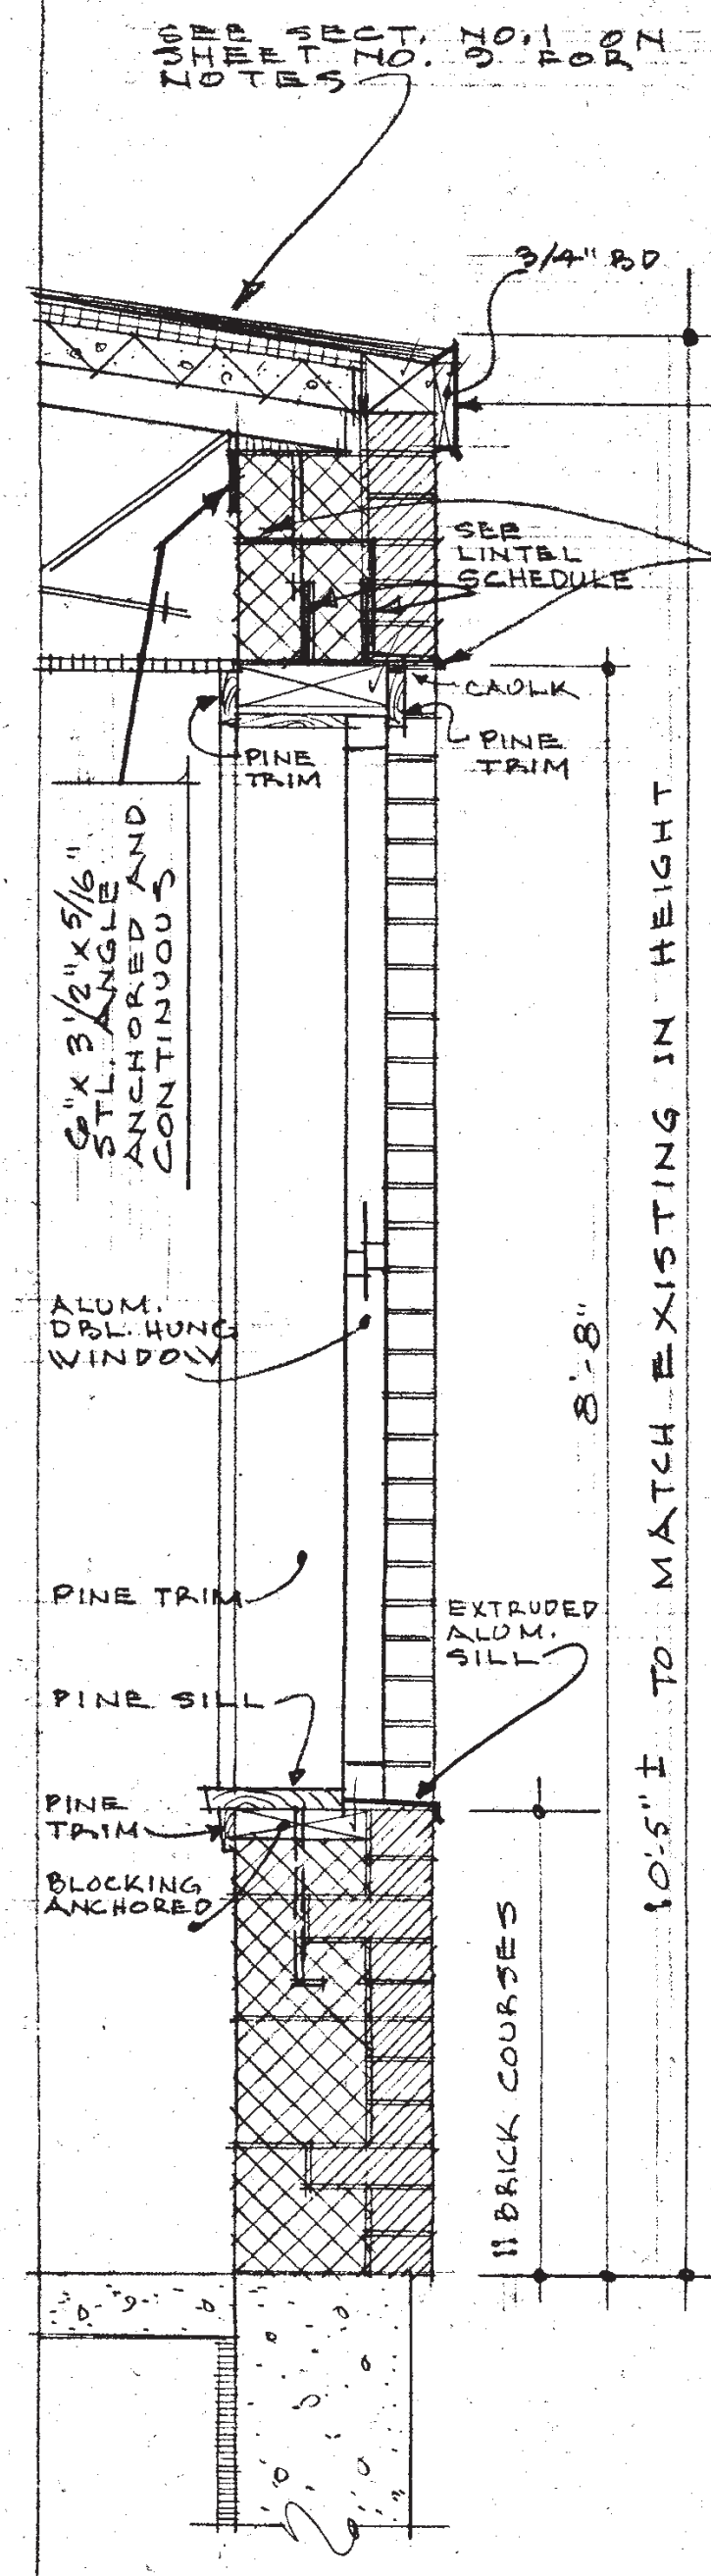 SEE SECT. NO.1 ON
SHEET NO. 9 FOR
NOTES
3/4" BD
SEE
LINTEL
SCHEDULE
CAULK
PINE
TRIM
PINE
TRIM
6" X 3 1/2" X 5/16"
STL. ANGLE
ANCHORED AND
CONTINUOUS
ALUM.
DBL. HUNG
WINDOW
8'-8"
10'-5" ± TO MATCH EXISTING IN HEIGHT
PINE TRIM
EXTRUDED
ALUM.
SILL
PINE SILL
PINE
TRIM
BLOCKING
ANCHORED
11 BRICK COURSES